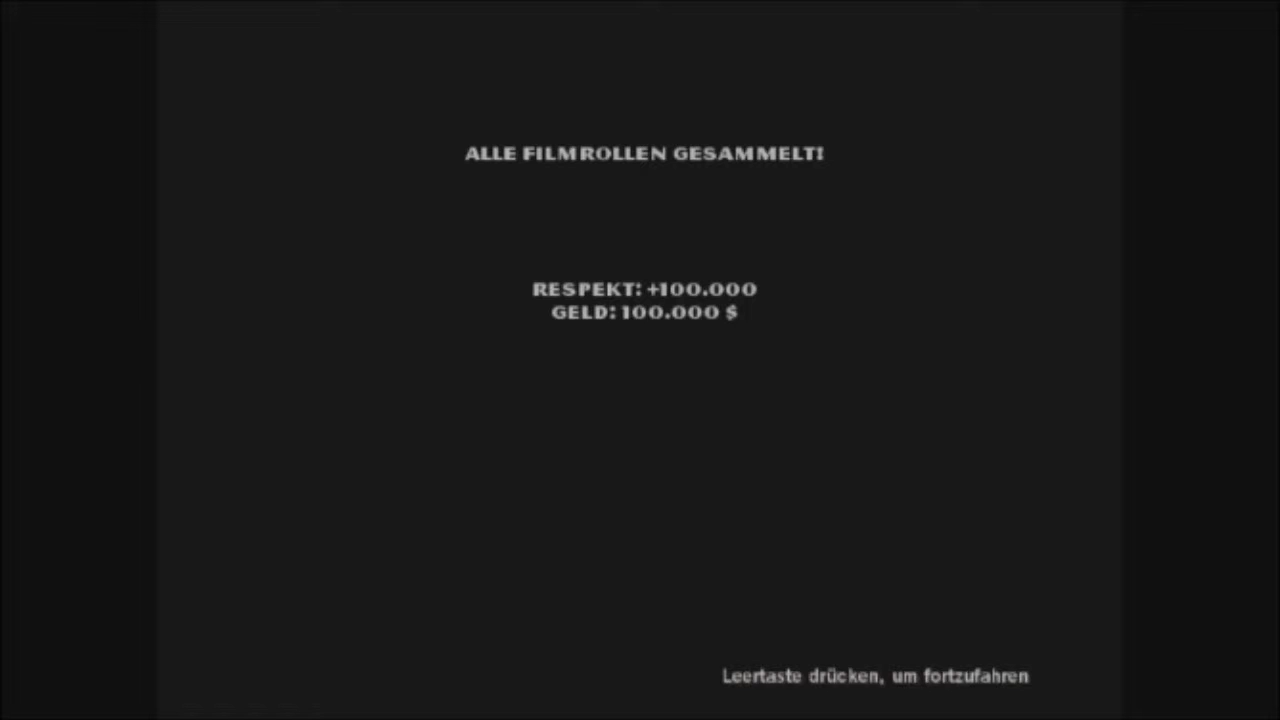 ALLE FILMROLLEN GESAMMELT!
RESPEKT: +100.000
GELD: 100.000 $
Leertaste drücken, um fortzufahren